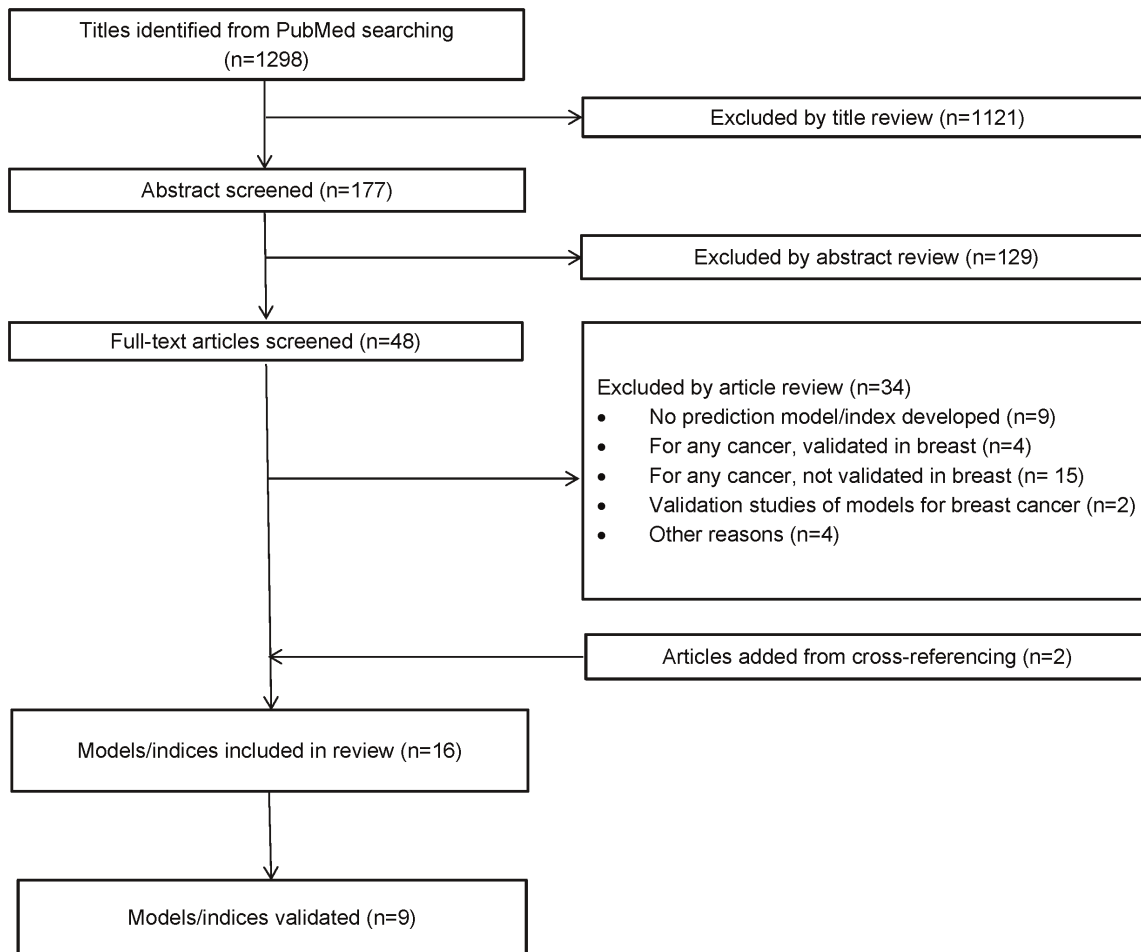 Titles identified from PubMed searching
(n=1298)
Excluded by title review (n=1121)
Abstract screened (n=177)
Excluded by abstract review (n=129)
Full-text articles screened (n=48)
Excluded by article review (n=34)
• No prediction model/index developed (n=9)
• For any cancer, validated in breast (n=4)
• For any cancer, not validated in breast (n= 15)
• Validation studies of models for breast cancer (n=2)
• Other reasons (n=4)
Articles added from cross-referencing (n=2)
Models/indices included in review (n=16)
Models/indices validated (n=9)